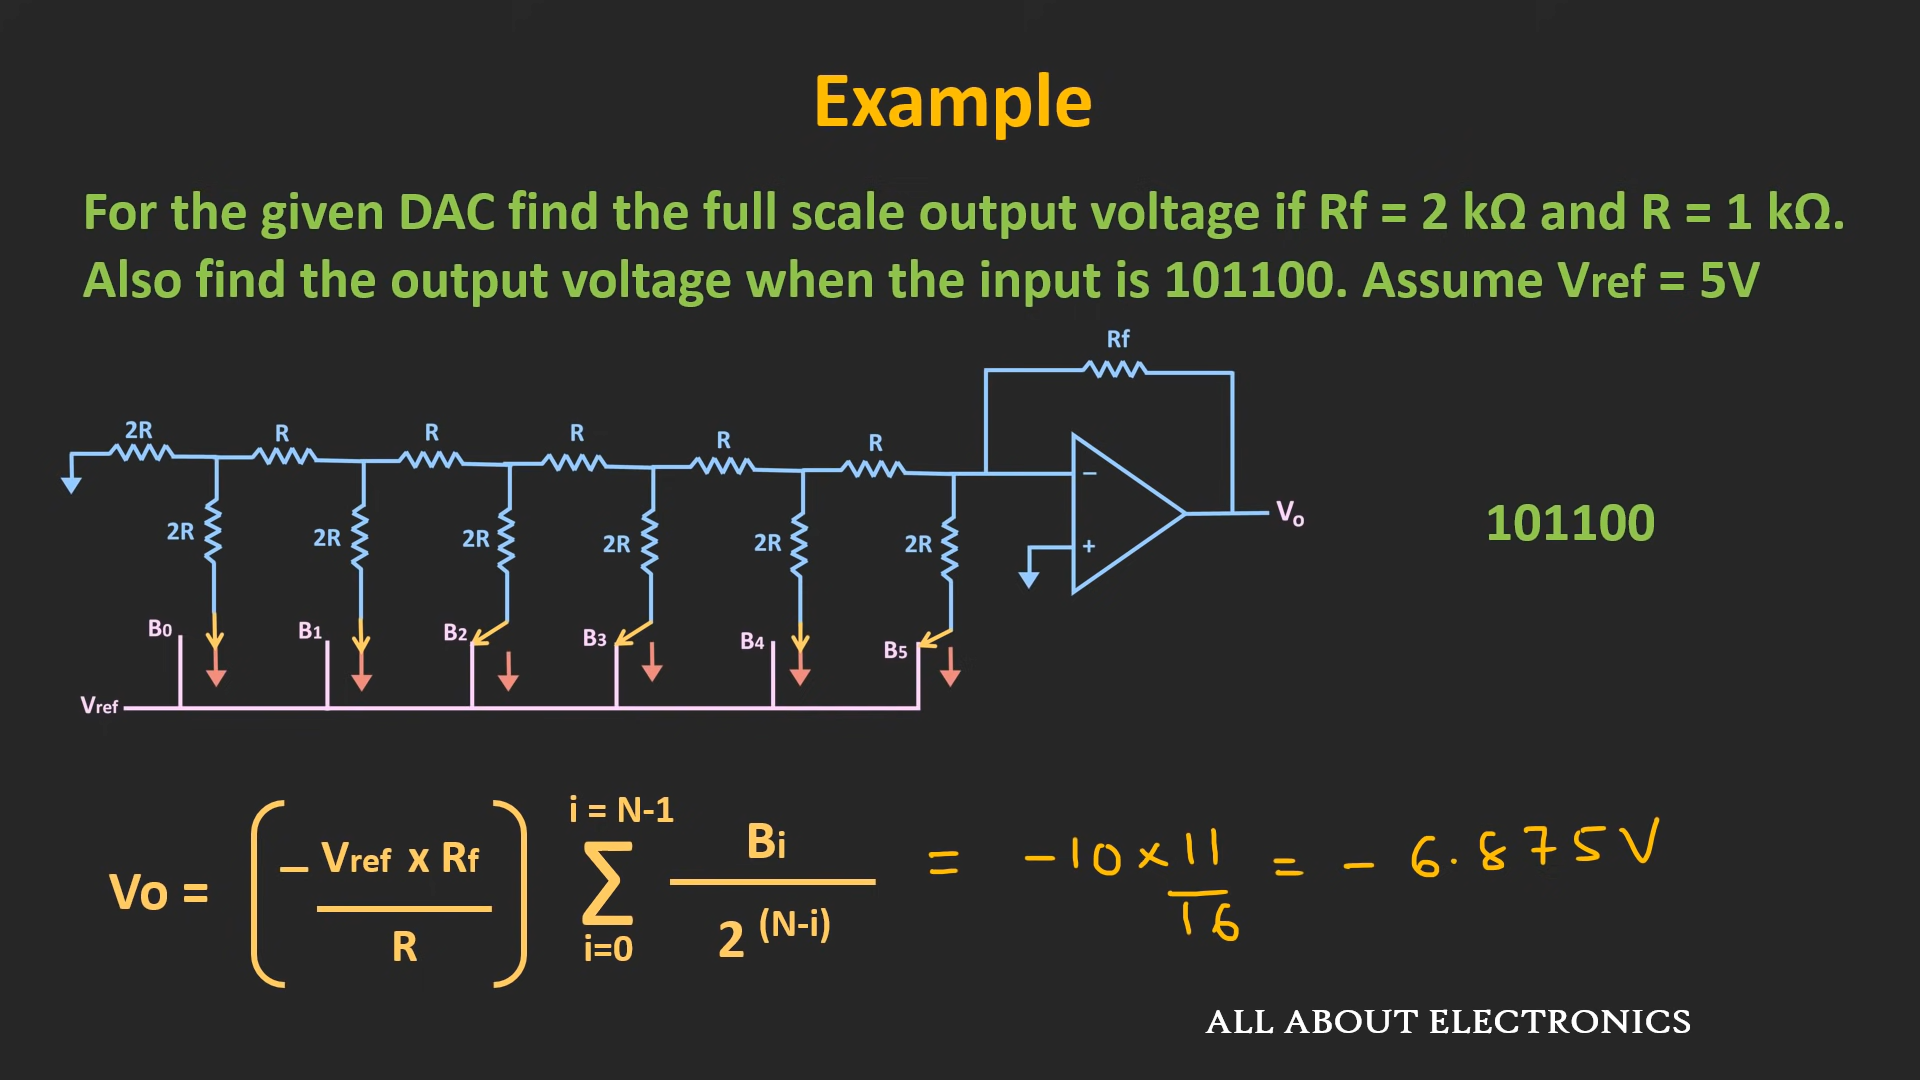 Example
For the given DAC find the full scale output voltage if Rf = 2 kΩ and R = 1 kΩ.
Also find the output voltage when the input is 101100. Assume Vref = 5V
Rf
2R R R R R R
−
2R 2R 2R 2R 2R 2R
+
Vo
101100
B0 B1 B2 B3 B4 B5
Vref
Vo = ( − Vref x Rf / R ) i = N-1 ∑ i=0 Bi / 2 (N-i) = -10 × 11 / 16 = - 6.875 V
ALL ABOUT ELECTRONICS